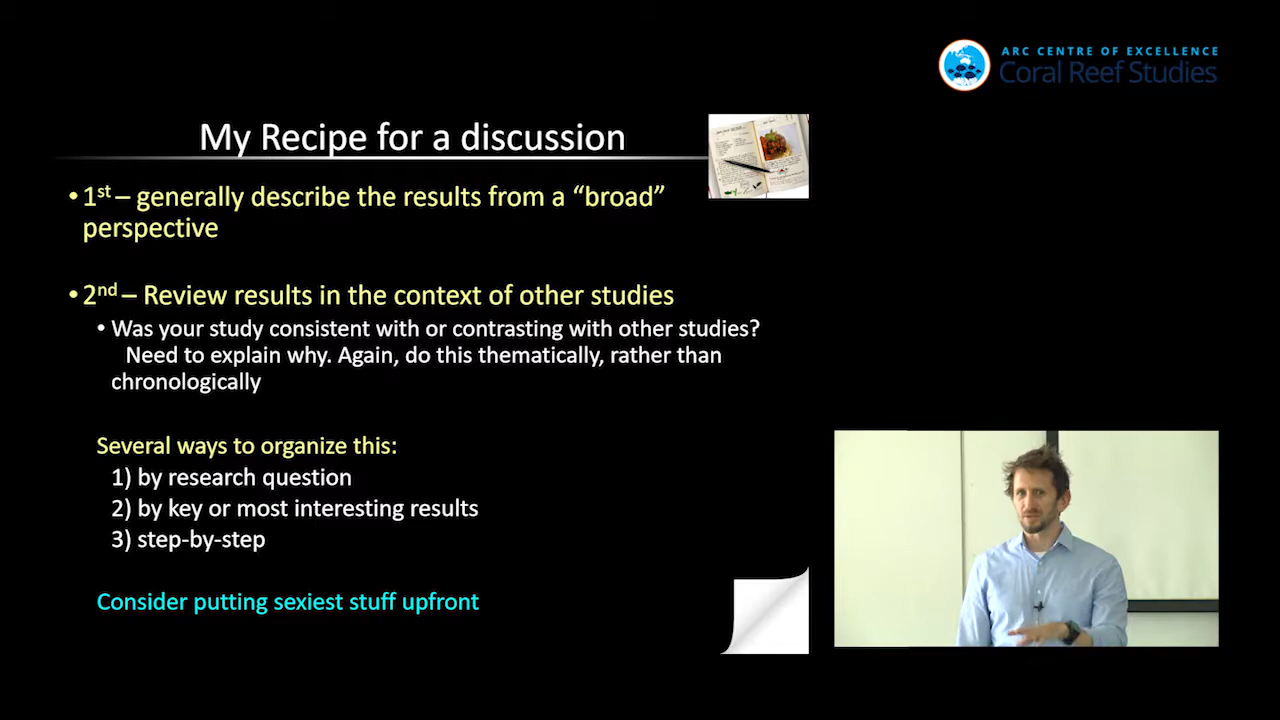 ARC CENTRE OF EXCELLENCE
Coral Reef Studies
My Recipe for a discussion
• 1st – generally describe the results from a “broad”
perspective
• 2nd – Review results in the context of other studies
• Was your study consistent with or contrasting with other studies?
Need to explain why. Again, do this thematically, rather than
chronologically
Several ways to organize this:
1) by research question
2) by key or most interesting results
3) step-by-step
Consider putting sexiest stuff upfront